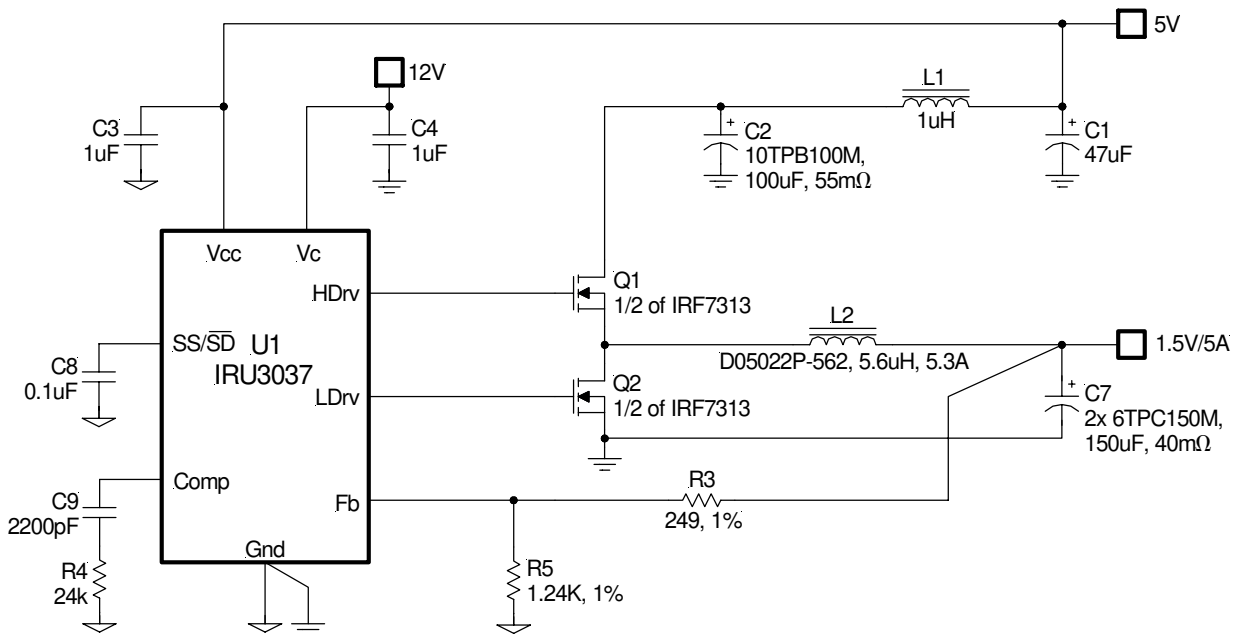 5V
12V
L1
1uH
C3
1uF
C4
1uF
C2
10TPB100M,
100uF, 55mΩ
C1
47uF
Vcc
Vc
HDrv
Q1
1/2 of IRF7313
SS/SD
U1
IRU3037
C8
0.1uF
L2
D05022P-562, 5.6uH, 5.3A
1.5V/5A
LDrv
Q2
1/2 of IRF7313
C7
2x 6TPC150M,
150uF, 40mΩ
Comp
C9
2200pF
Fb
R3
249, 1%
Gnd
R4
24k
R5
1.24K, 1%